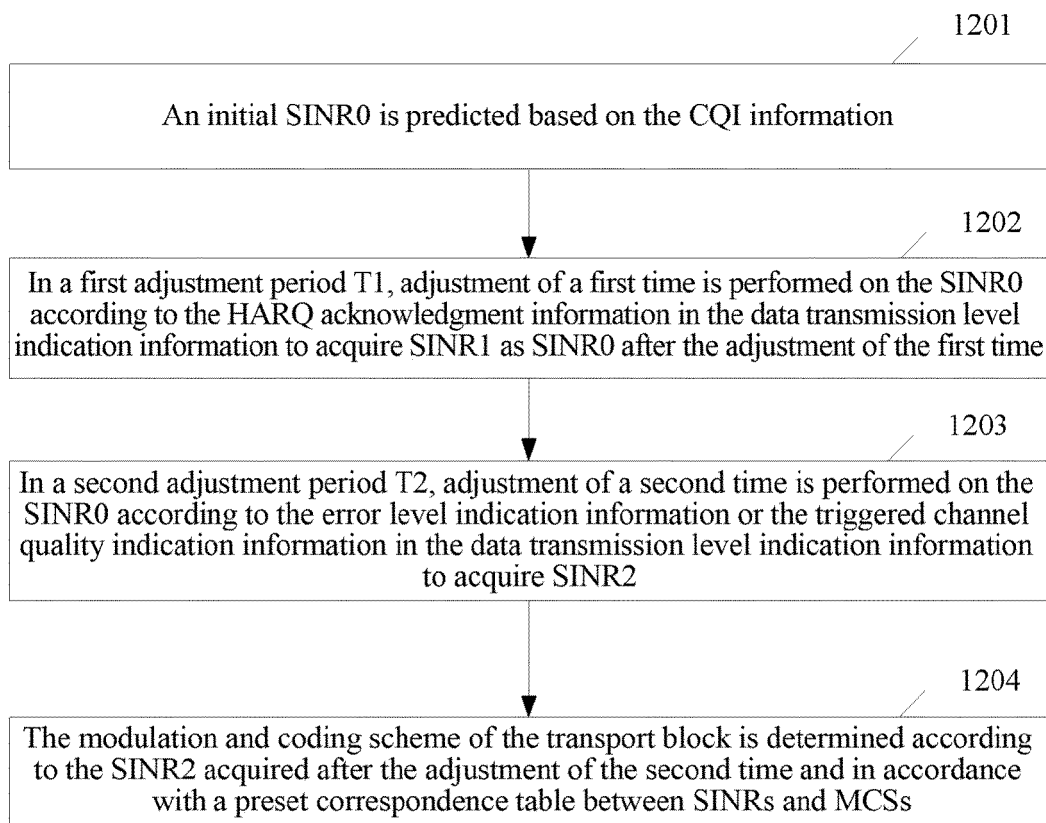 1201
An initial SINR0 is predicted based on the CQI information
1202
In a first adjustment period T1, adjustment of a first time is performed on the SINR0
according to the HARQ acknowledgment information in the data transmission level
indication information to acquire SINR1 as SINR0 after the adjustment of the first time
1203
In a second adjustment period T2, adjustment of a second time is performed on the
SINR0 according to the error level indication information or the triggered channel
quality indication information in the data transmission level indication information
to acquire SINR2
1204
The modulation and coding scheme of the transport block is determined according
to the SINR2 acquired after the adjustment of the second time and in accordance
with a preset correspondence table between SINRs and MCSs